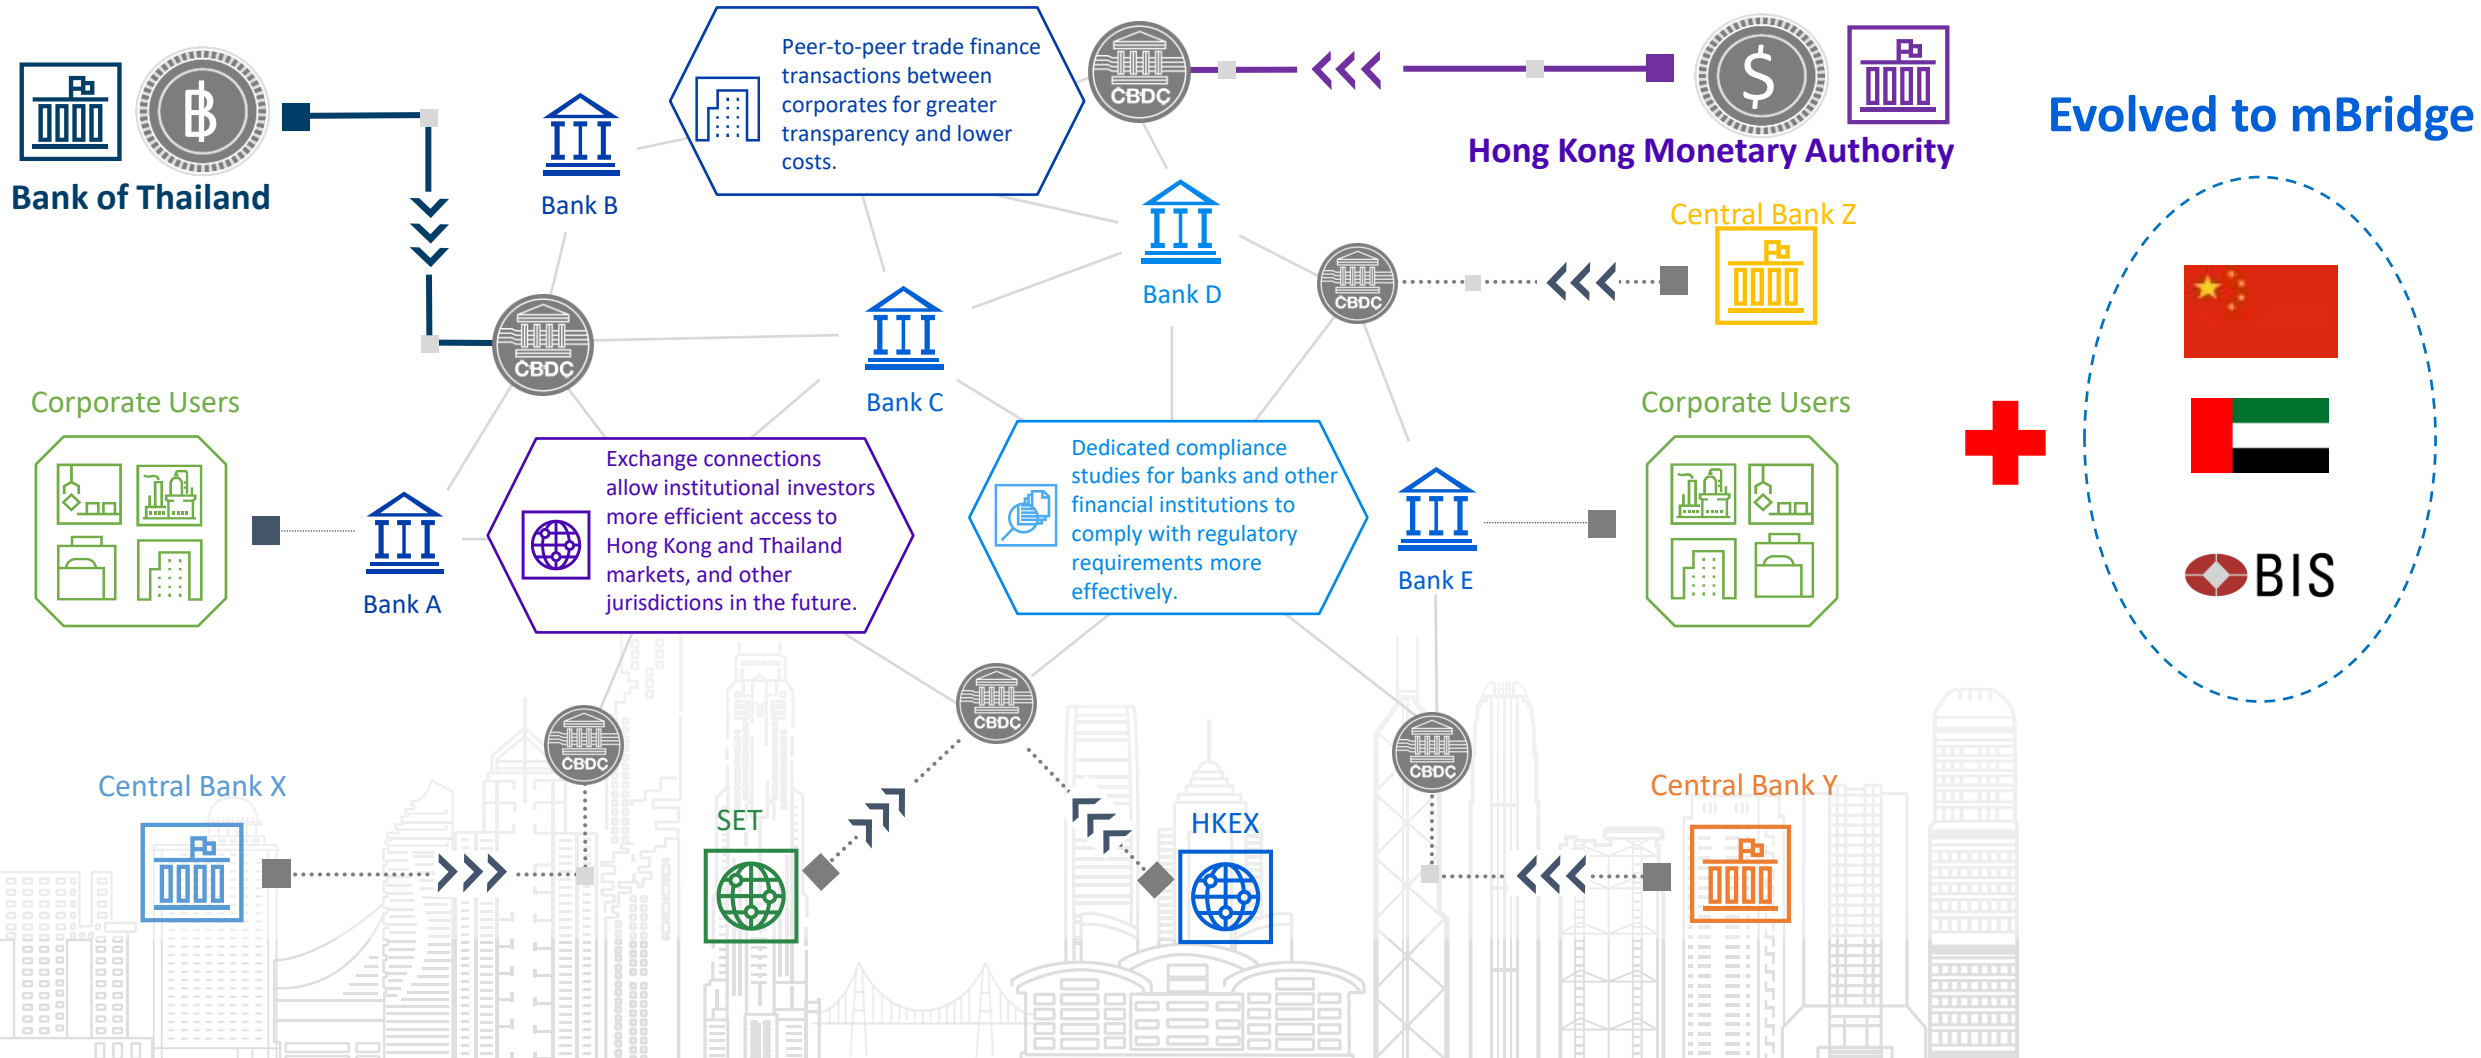 Peer-to-peer trade finance
transactions between
corporates for greater
transparency and lower
costs.
CBDC
฿
$
Bank of Thailand
Hong Kong Monetary Authority
Evolved to mBridge
Bank B
Central Bank Z
Bank D
CBDC
CBDC
Bank C
Corporate Users
Corporate Users
Exchange connections
allow institutional investors
more efficient access to
Hong Kong and Thailand
markets, and other
jurisdictions in the future.
Dedicated compliance
studies for banks and other
financial institutions to
comply with regulatory
requirements more
effectively.
Bank A
Bank E
BIS
CBDC
CBDC
CBDC
Central Bank X
SET
HKEX
Central Bank Y